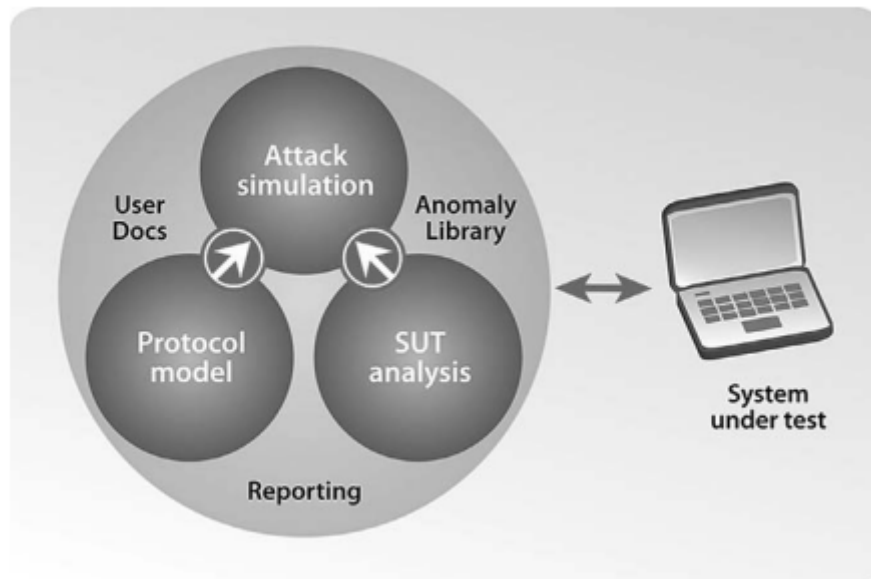 Attack
simulation
User
Docs
Anomaly
Library
Protocol
model
SUT
analysis
System
under test
Reporting